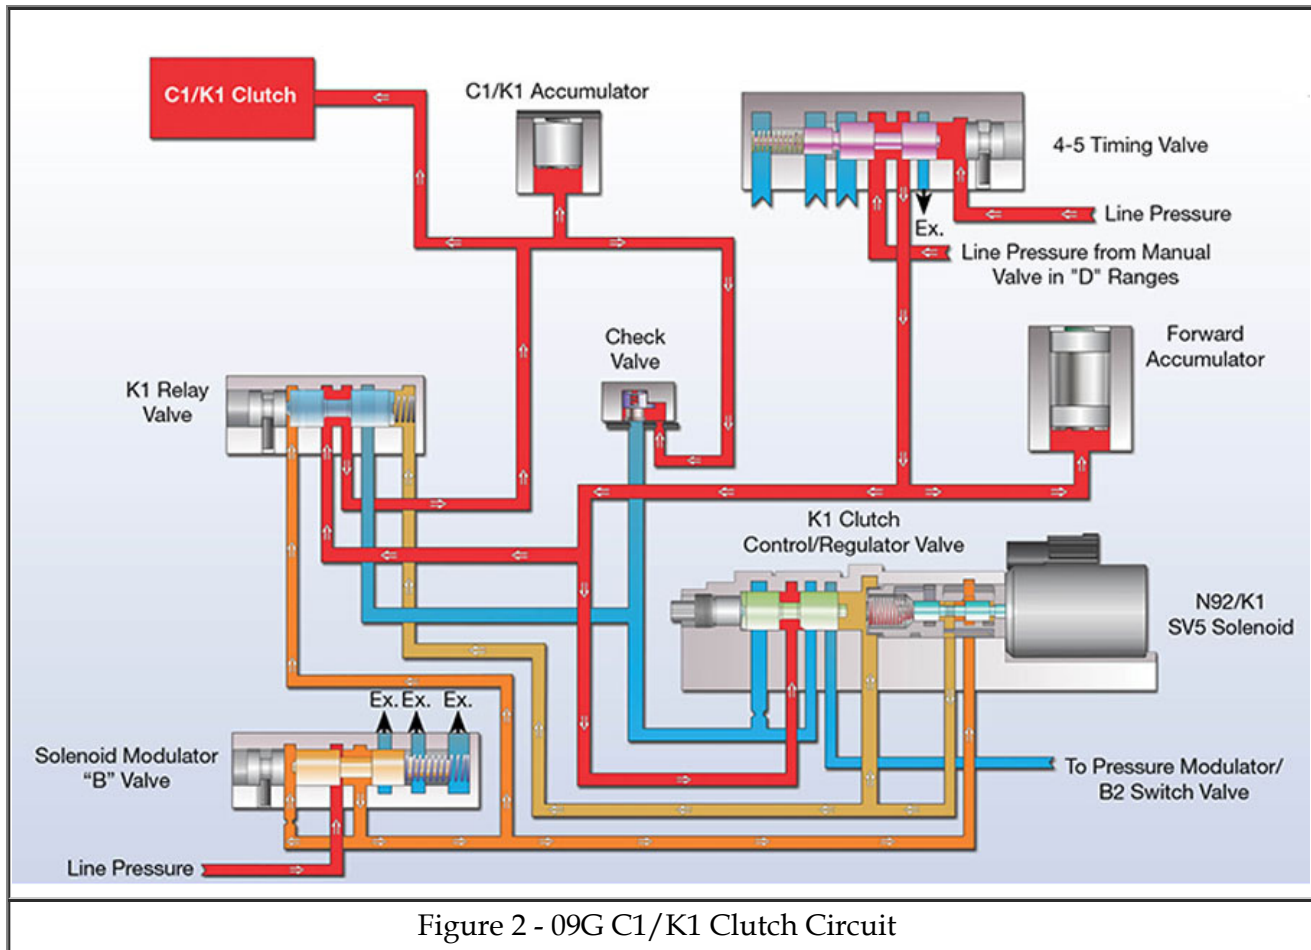 C1/K1 Clutch
C1/K1 Accumulator
4-5 Timing Valve
Line Pressure
Ex.
Line Pressure from Manual
Valve in "D" Ranges
Check
Valve
Forward
Accumulator
K1 Relay
Valve
K1 Clutch
Control/Regulator Valve
N92/K1
SV5 Solenoid
Ex. Ex. Ex.
Solenoid Modulator
“B” Valve
To Pressure Modulator/
B2 Switch Valve
Line Pressure
Figure 2 - 09G C1/K1 Clutch Circuit